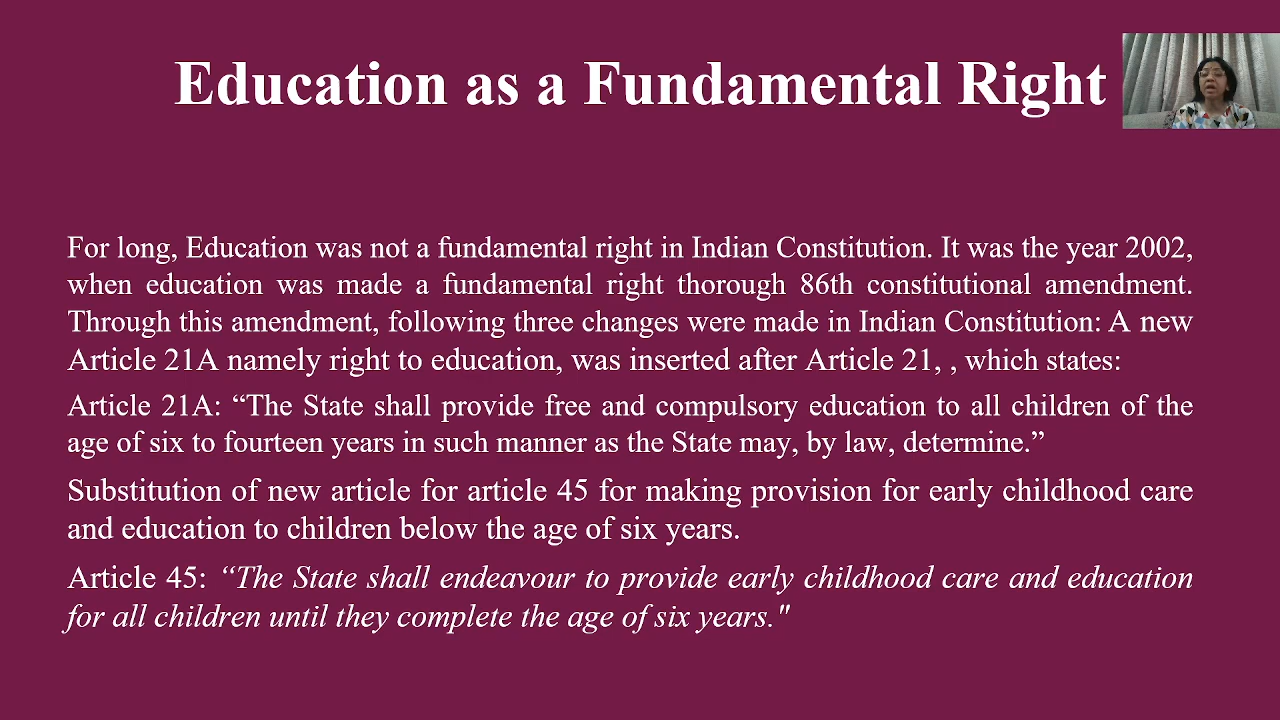 Education as a Fundamental Right
For long, Education was not a fundamental right in Indian Constitution. It was the year 2002,
when education was made a fundamental right thorough 86th constitutional amendment.
Through this amendment, following three changes were made in Indian Constitution: A new
Article 21A namely right to education, was inserted after Article 21, , which states:
Article 21A: “The State shall provide free and compulsory education to all children of the
age of six to fourteen years in such manner as the State may, by law, determine.”
Substitution of new article for article 45 for making provision for early childhood care
and education to children below the age of six years.
Article 45: “The State shall endeavour to provide early childhood care and education
for all children until they complete the age of six years."